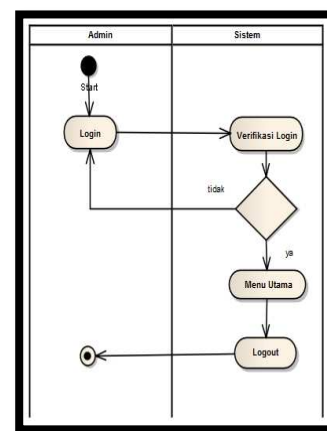 Admin
Sistem
Start
Login
Verifikasi Login
tidak
ya
Menu Utama
Logout